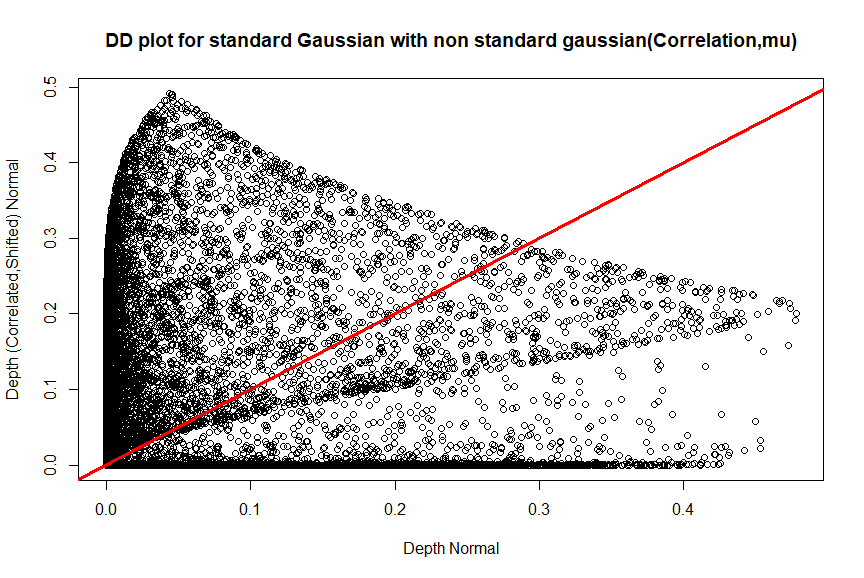 DD plot for standard Gaussian with non standard gaussian(Correlation,mu)
Depth (Correlated,Shifted) Normal
0.5
0.4
0.3
0.2
0.1
0.0
0.0 0.1 0.2 0.3 0.4
Depth Normal